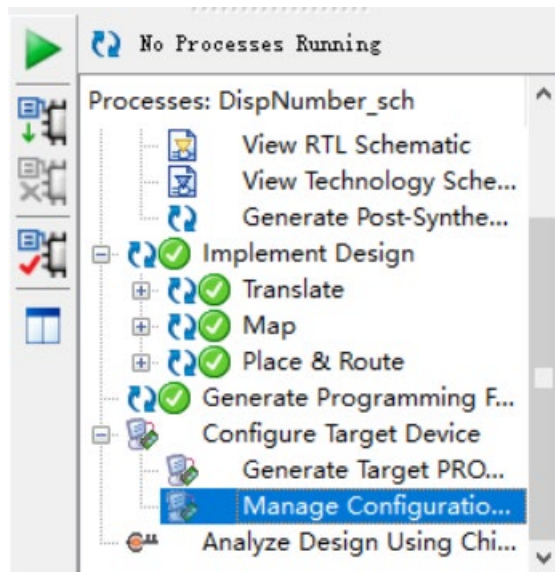 No Processes Running
Processes: DispNumber_sch
View RTL Schematic
View Technology Sche...
Generate Post-Synthe...
Implement Design
Translate
Map
Place & Route
Generate Programming F...
Configure Target Device
Generate Target PRO...
Manage Configuratio...
Analyze Design Using Chi...